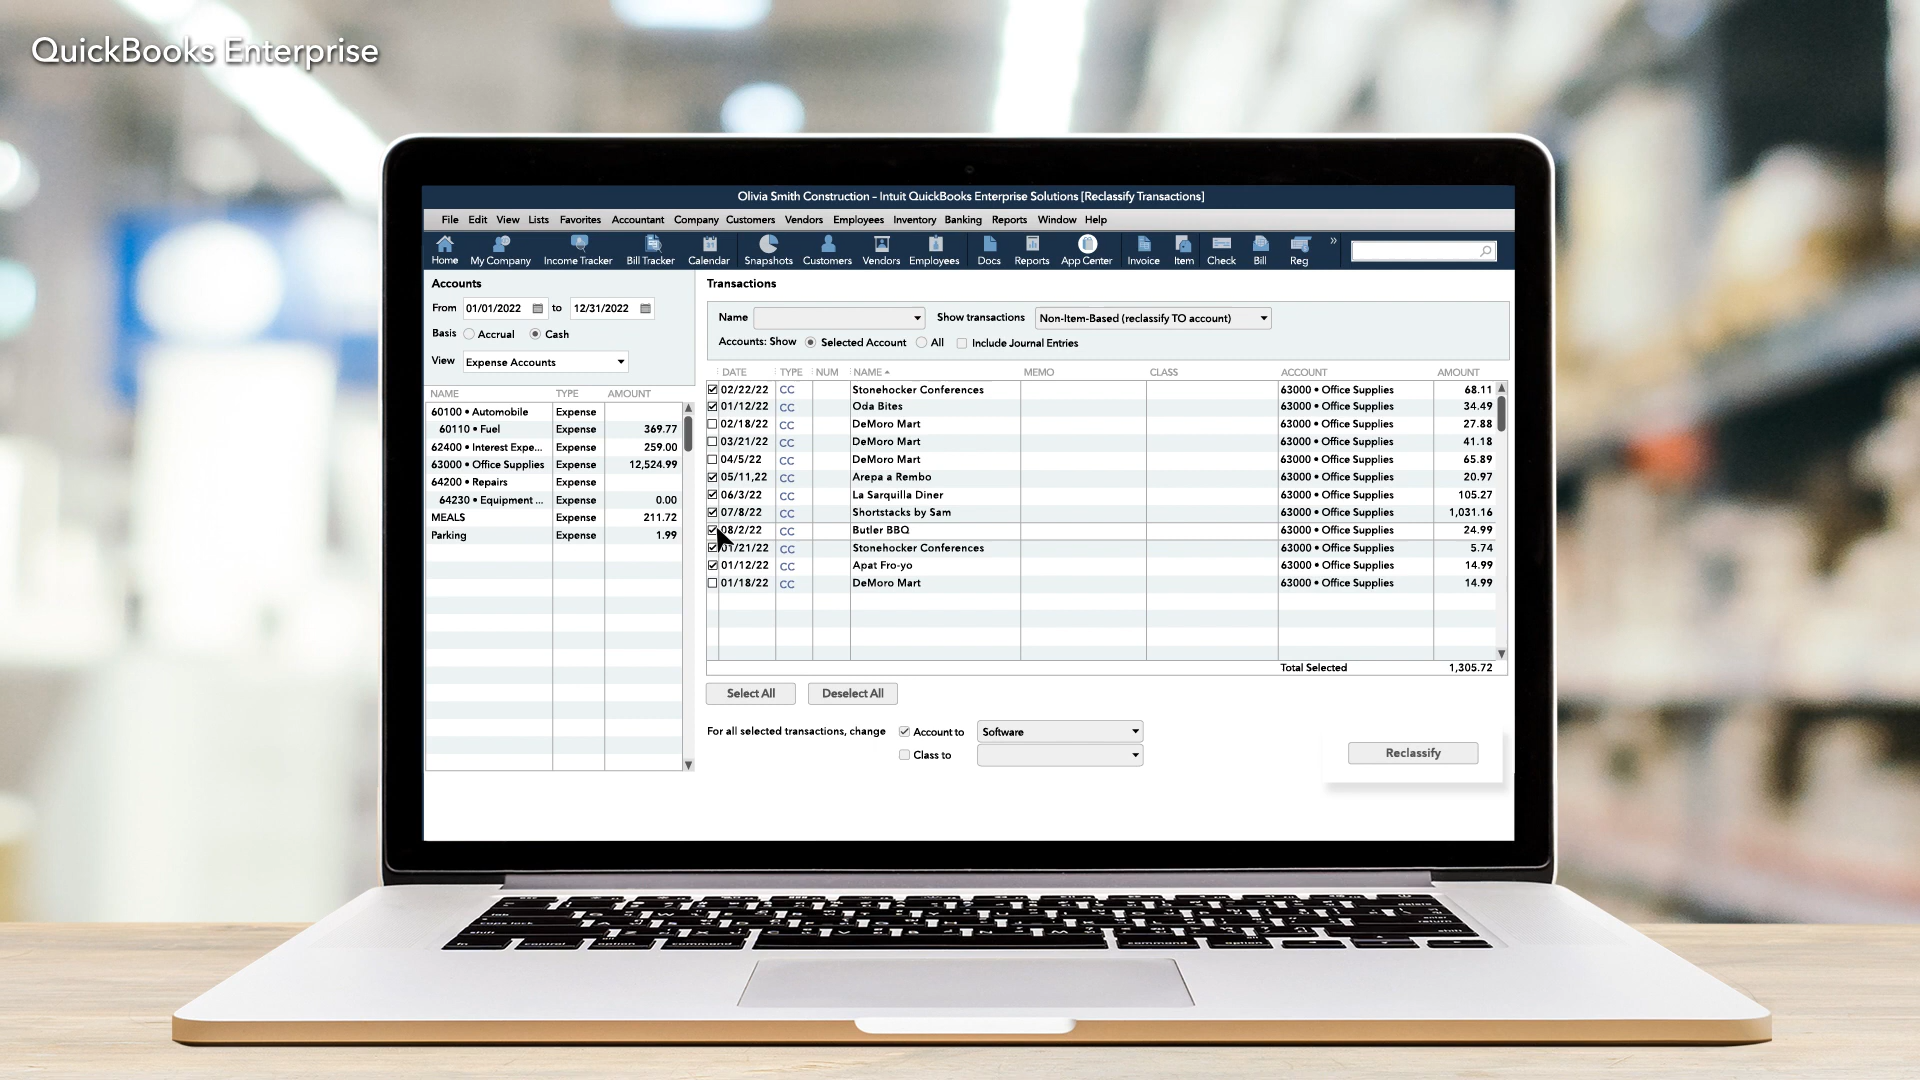 QuickBooks Enterprise
Olivia Smith Construction – Intuit QuickBooks Enterprise Solutions [Reclassify Transactions]
File Edit View Lists Favorites Accountant Company Customers Vendors Employees Inventory Banking Reports Window Help
Home My Company Income Tracker Bill Tracker Calendar Snapshots Customers Vendors Employees Docs Reports App Center Invoice Item Check Bill Reg »
Accounts
From 01/01/2022 to 12/31/2022
Basis Accrual Cash
View Expense Accounts
NAME TYPE AMOUNT
60100 • Automobile Expense
60110 • Fuel Expense 369.77
62400 • Interest Expe... Expense 259.00
63000 • Office Supplies Expense 12,524.99
64200 • Repairs Expense
64230 • Equipment ... Expense 0.00
MEALS Expense 211.72
Parking Expense 1.99
Transactions
Name Show transactions Non-Item-Based (reclassify TO account)
Accounts: Show Selected Account All Include Journal Entries
DATE TYPE NUM NAME MEMO CLASS ACCOUNT AMOUNT
02/22/22 CC Stonehocker Conferences 63000 • Office Supplies 68.11
01/12/22 CC Oda Bites 63000 • Office Supplies 34.49
02/18/22 CC DeMoro Mart 63000 • Office Supplies 27.88
03/21/22 CC DeMoro Mart 63000 • Office Supplies 41.18
04/5/22 CC DeMoro Mart 63000 • Office Supplies 65.89
05/11,22 CC Arepa a Rembo 63000 • Office Supplies 20.97
06/3/22 CC La Sarquilla Diner 63000 • Office Supplies 105.27
07/8/22 CC Shortstacks by Sam 63000 • Office Supplies 1,031.16
08/2/22 CC Butler BBQ 63000 • Office Supplies 24.99
01/21/22 CC Stonehocker Conferences 63000 • Office Supplies 5.74
01/12/22 CC Apat Fro-yo 63000 • Office Supplies 14.99
01/18/22 CC DeMoro Mart 63000 • Office Supplies 14.99
Total Selected 1,305.72
Select All Deselect All
For all selected transactions, change Account to Software
Class to
Reclassify
fn control option command command option